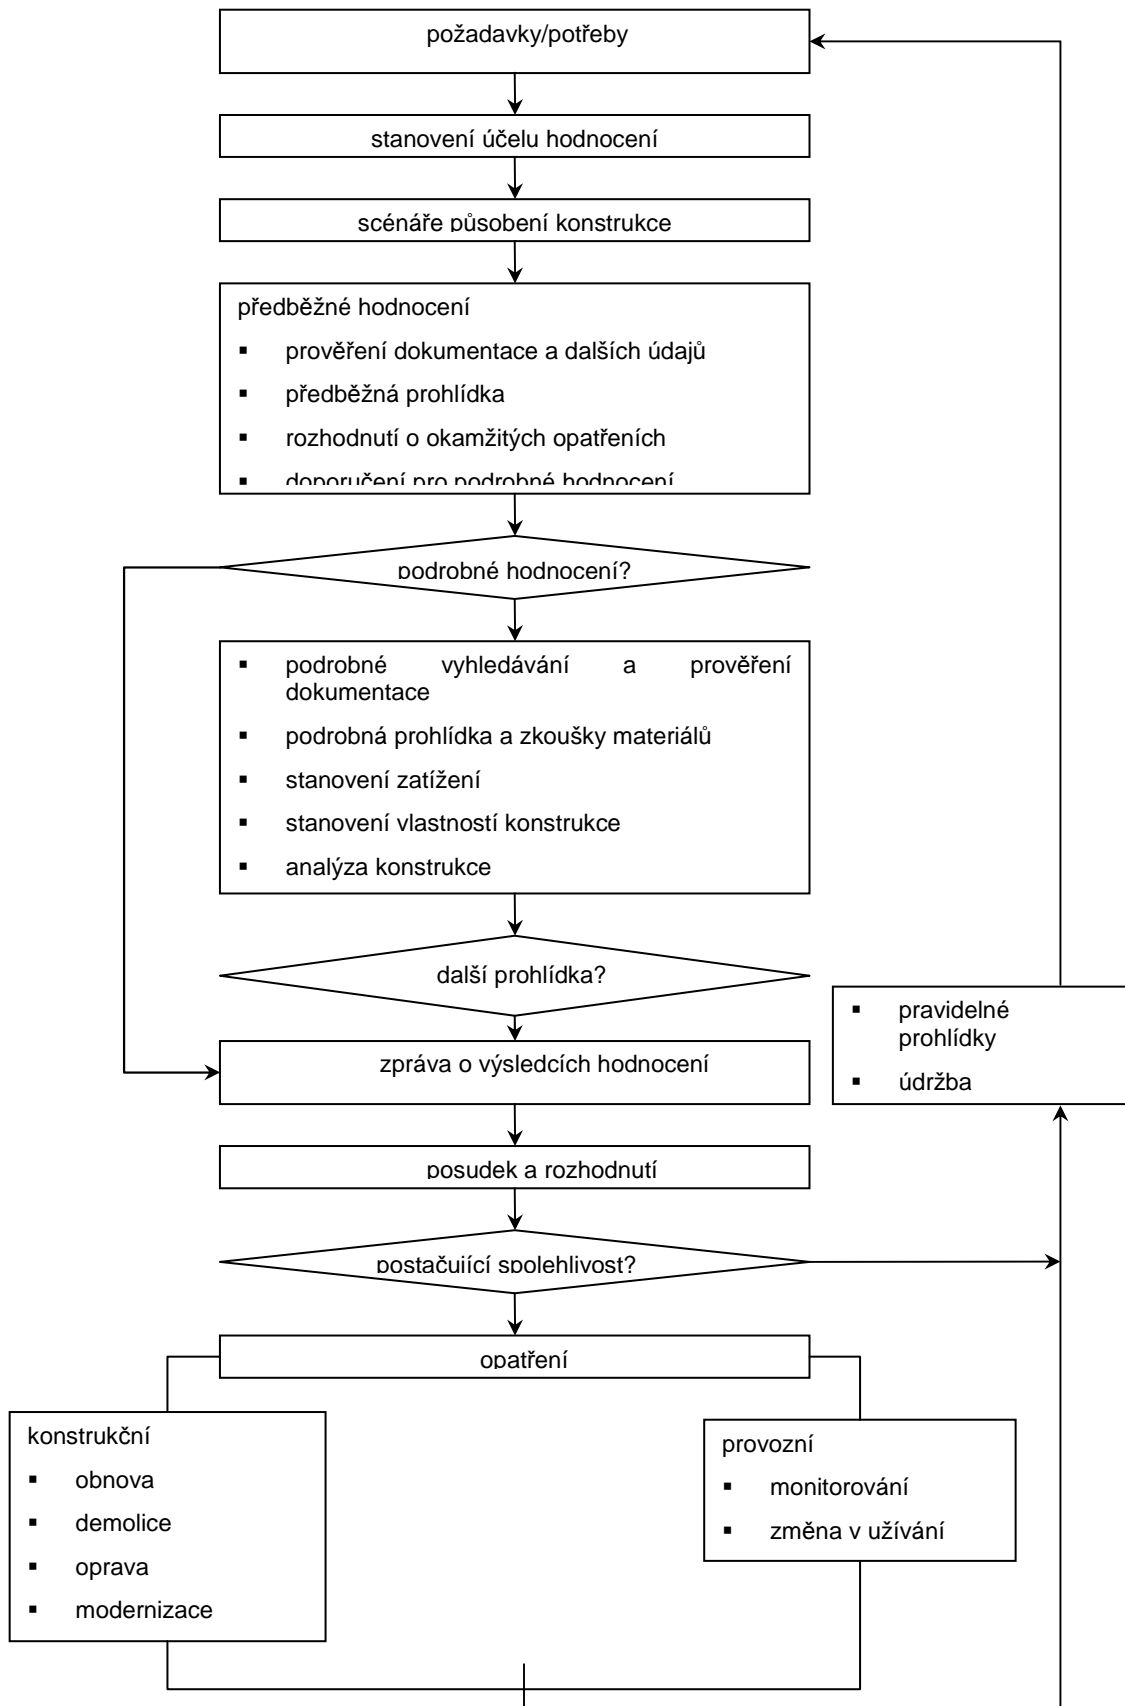 požadavky/potřeby
stanovení účelu hodnocení
scénáře působení konstrukce
předběžné hodnocení
▪ prověření dokumentace a dalších údajů
▪ předběžná prohlídka
▪ rozhodnutí o okamžitých opatřeních
▪ doporučení pro podrobné hodnocení
podrobné hodnocení?
▪ podrobné vyhledávání a prověření
dokumentace
▪ podrobná prohlídka a zkoušky materiálů
▪ stanovení zatížení
▪ stanovení vlastností konstrukce
▪ analýza konstrukce
další prohlídka?
▪ pravidelné
prohlídky
▪ údržba
zpráva o výsledcích hodnocení
posudek a rozhodnutí
postačující spolehlivost?
opatření
konstrukční
▪ obnova
▪ demolice
▪ oprava
▪ modernizace
provozní
▪ monitorování
▪ změna v užívání